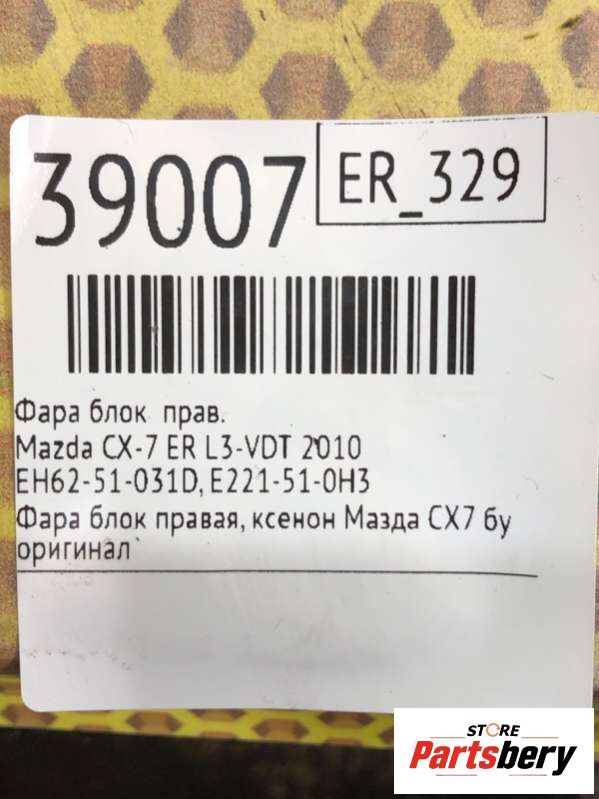 39007
ER_329
Фара блок прав.
Mazda CX-7 ER L3-VDT 2010
EH62-51-031D, E221-51-0H3
Фара блок правая, ксенон Мазда СХ7 бу
оригинал
STORE
Partsbery